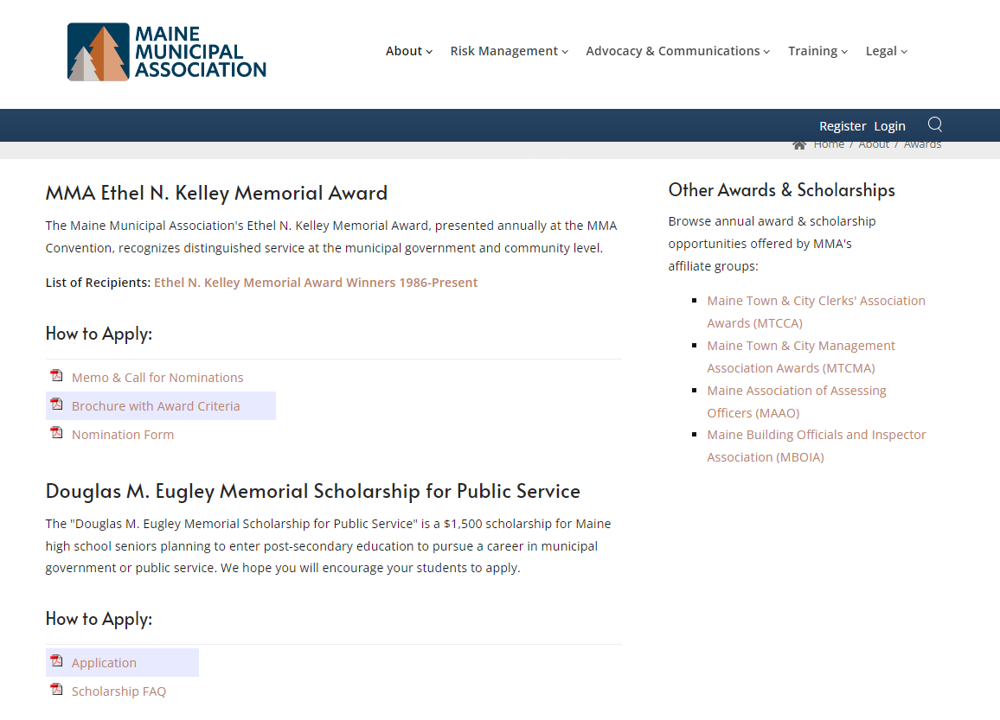 MAINE
MUNICIPAL
ASSOCIATION
About
Risk Management
Advocacy & Communications
Training
Legal
Register Login
Home / About / Awards
MMA Ethel N. Kelley Memorial Award
The Maine Municipal Association's Ethel N. Kelley Memorial Award, presented annually at the MMA
Convention, recognizes distinguished service at the municipal government and community level.
List of Recipients: Ethel N. Kelley Memorial Award Winners 1986-Present
How to Apply:
Memo & Call for Nominations
Brochure with Award Criteria
Nomination Form
Douglas M. Eugley Memorial Scholarship for Public Service
The "Douglas M. Eugley Memorial Scholarship for Public Service" is a $1,500 scholarship for Maine
high school seniors planning to enter post-secondary education to pursue a career in municipal
government or public service. We hope you will encourage your students to apply.
How to Apply:
Application
Scholarship FAQ
Other Awards & Scholarships
Browse annual award & scholarship
opportunities offered by MMA's
affiliate groups:
Maine Town & City Clerks' Association
Awards (MTCCA)
Maine Town & City Management
Association Awards (MTCMA)
Maine Association of Assessing
Officers (MAAO)
Maine Building Officials and Inspector
Association (MBOIA)